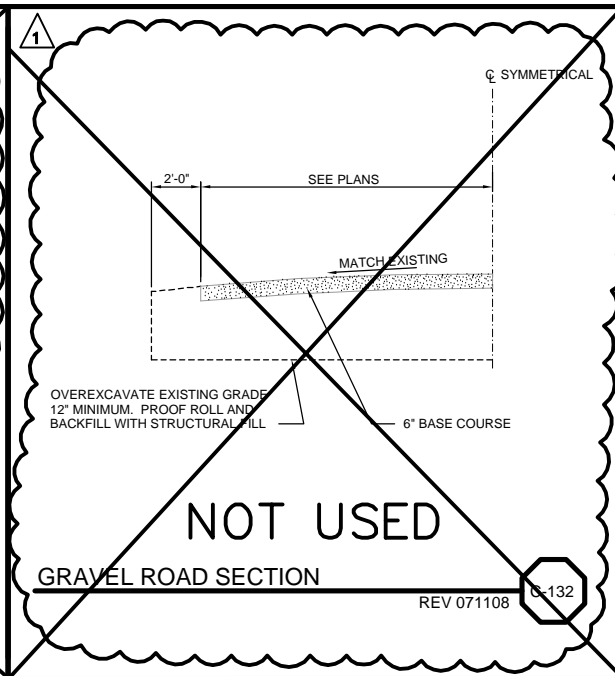 1
℄ SYMMETRICAL
2'-0"
SEE PLANS
MATCH EXISTING
OVEREXCAVATE EXISTING GRADE
12" MINIMUM. PROOF ROLL AND
BACKFILL WITH STRUCTURAL FILL
6" BASE COURSE
NOT USED
GRAVEL ROAD SECTION
REV 071108
C-132